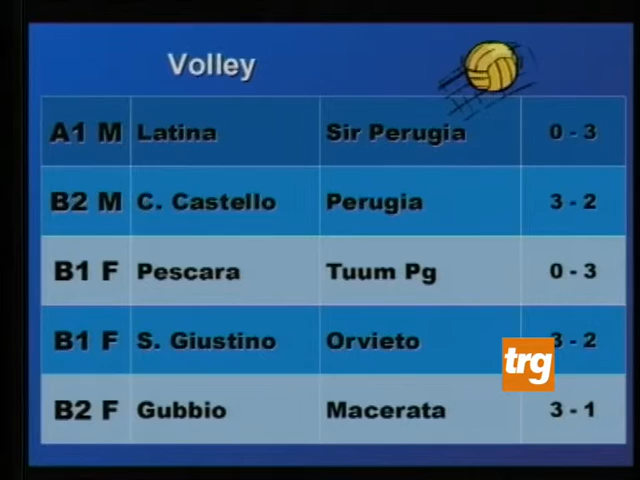 Volley
A1 M Latina Sir Perugia 0 - 3
B2 M C. Castello Perugia 3 - 2
B1 F Pescara Tuum Pg 0 - 3
B1 F S. Giustino Orvieto 3 - 2
trg
B2 F Gubbio Macerata 3 - 1